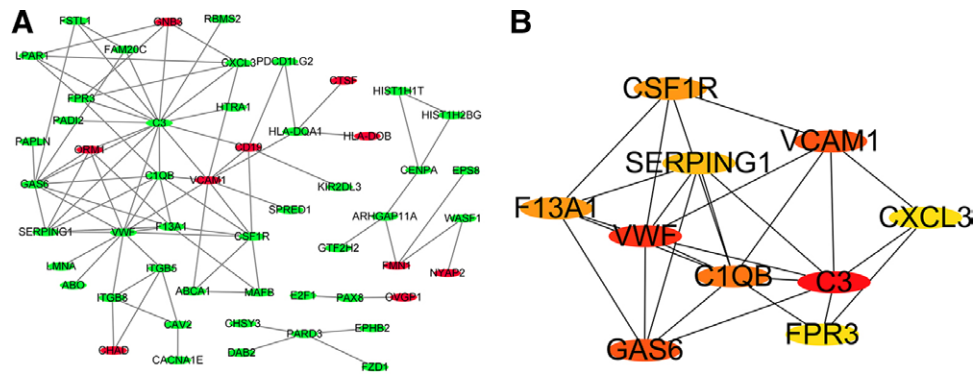 A
FSTL1
GNB3
RBMS2
LPAR1
FAM20C
CXCL3
PDCD1LG2
CTSF
FPR3
HIST1H1T
PADI2
HTRA1
HIST1H2BG
C3
HLA-DQA1
HLA-DOB
PAPLN
ORM1
CD19
CENPA
EPS8
GAS6
C1QB
VCAM1
KIR2DL3
SPRED1
ARHGAP11A
WASF1
SERPING1
VWF
F13A1
CSF1R
GTF2H2
LMNA
ITGB5
FMN1
NYAP2
ABO
ITGB8
ABCA1
MAFB
E2F1
PAX8
OVGP1
CAV2
CHSY3
PARD3
EPHB2
CHAD
CACNA1E
DAB2
FZD1
B
CSF1R
VCAM1
SERPING1
F13A1
CXCL3
VWF
C1QB
C3
FPR3
GAS6